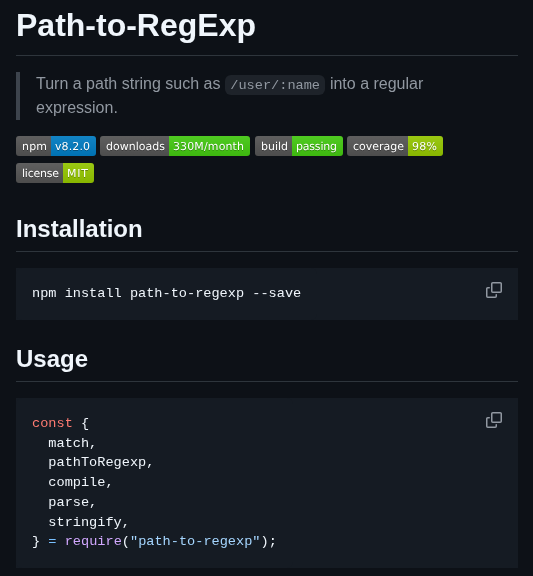 Path-to-RegExp
Turn a path string such as /user/:name into a regular
expression.
npm v8.2.0 downloads 330M/month build passing coverage 98%
license MIT
Installation
npm install path-to-regexp --save
Usage
const {
  match,
  pathToRegexp,
  compile,
  parse,
  stringify,
} = require("path-to-regexp");